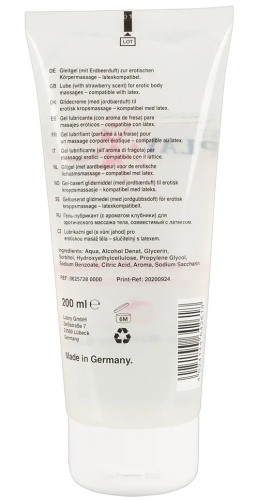 LOT
DE Gleitgel (mit Erdbeerduft) zur erotischen
Körpermassage – latexkompatibel.
GB Lube (with strawberry scent) for erotic body
massages – compatible with latex.
DK Glidecreme (med jordbærduft) til
erotisk kropsmassage – kompatibel med latex.
ES Gel lubricante (con aroma de fresa) para
masajes eróticos – compatible con látex.
FR Gel lubrifiant (parfumé à la fraise) pour
un massage corporel érotique – compatible au latex.
IT Gel lubrificante (all'aroma di fragola) per
massaggi erotici – compatibile con il lattice.
NL Glijgel (met aardbeigeur) voor de erotische
lichaamsmassage – compatibel met latex.
NO Gel-basert glidemiddel (med jordbærduft) til erotisk
kroppsmassasje – kompatibel med latex.
SE Gelbaserat glidmedel (med jordgubbsdoft) för
erotisk kroppsmassage – latexkompatibelt.
RU Гель-лубрикант (с ароматом клубники) для
эротического массажа тела, совместимый с латексом.
CZ Lubrikační gel (s vůní jahod) pro
erotickou masáž těla – slučitelný s latexem.
Ingredients: Aqua, Alcohol Denat, Glycerin,
Sorbitol, Hydroxyethylcellulose, Propylene Glycol,
Sodium Benzoate, Citric Acid, Aroma, Sodium Saccharin.
REF 0625728 0000 Print-Ref: 20200924
200 ml e
Lubry GmbH
Zeißstraße 7
23560 Lübeck
Germany
6M
Made in Germany.